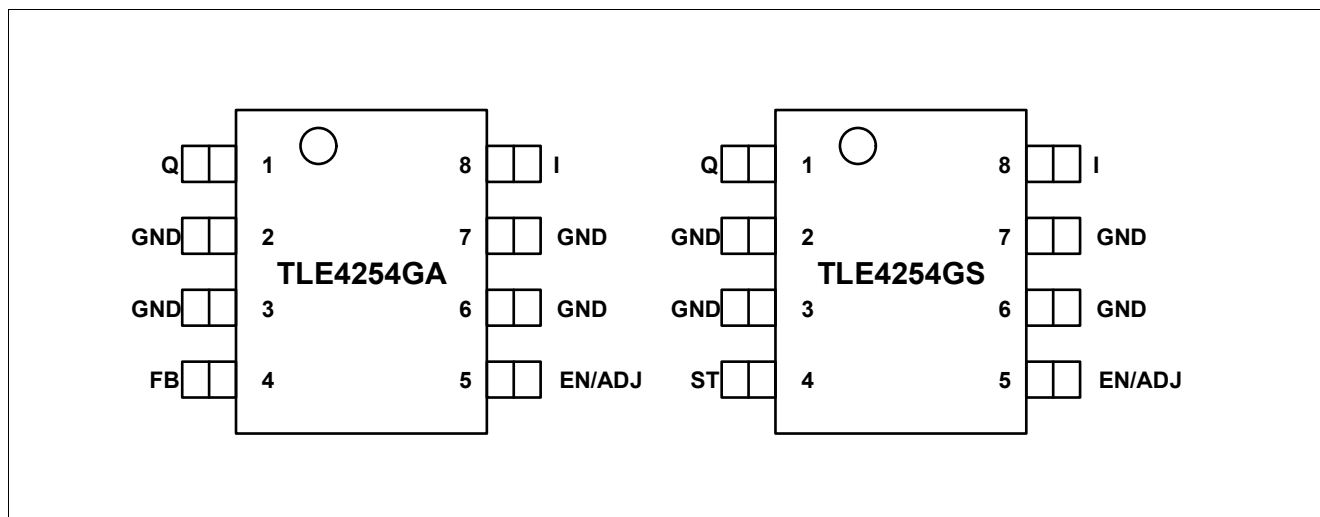 Q 1 8 I
GND 2 7 GND
TLE4254GA
GND 3 6 GND
FB 4 5 EN/ADJ
Q 1 8 I
GND 2 7 GND
TLE4254GS
GND 3 6 GND
ST 4 5 EN/ADJ